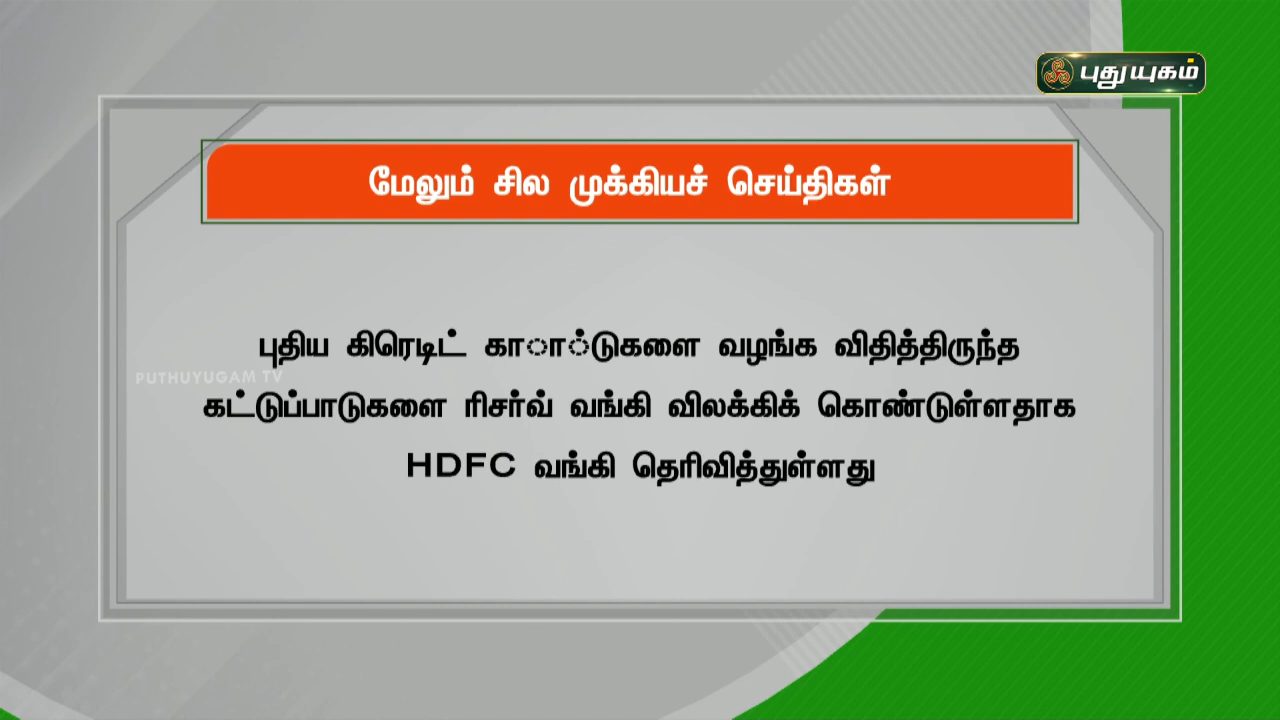 புதுயுகம்
மேலும் சில முக்கியச் செய்திகள்
புதிய கிரெடிட் காாா்டுகளை வழங்க விதித்திருந்த
PUTHUYUGAM TV
கட்டுப்பாடுகளை ரிசர்வ் வங்கி விலக்கிக் கொண்டுள்ளதாக
HDFC வங்கி தெரிவித்துள்ளது